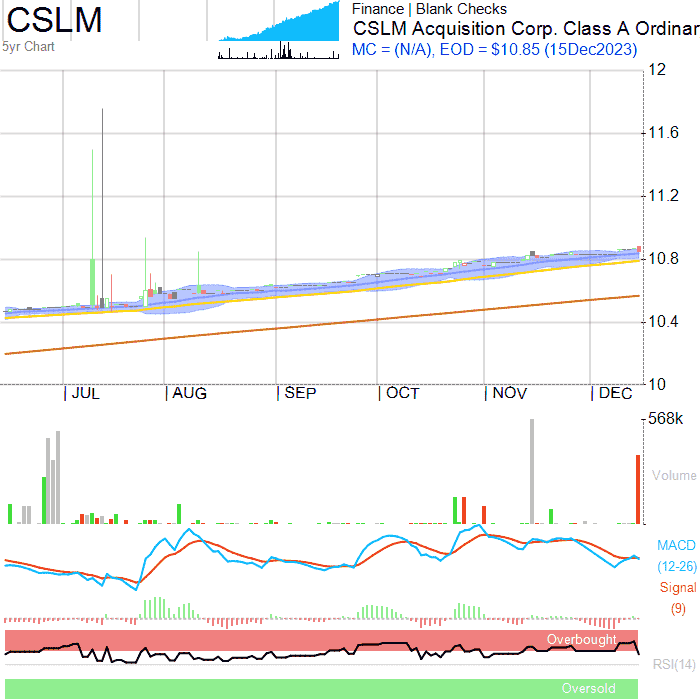 CSLM
5yr Chart
Finance | Blank Checks
CSLM Acquisition Corp. Class A Ordinar
MC = (N/A), EOD = $10.85 (15Dec2023)
12
11.6
11.2
10.8
10.4
10
JUL
AUG
SEP
OCT
NOV
DEC
568k
Volume
MACD
(12-26)
Signal
(9)
Overbought
RSI(14)
Oversold